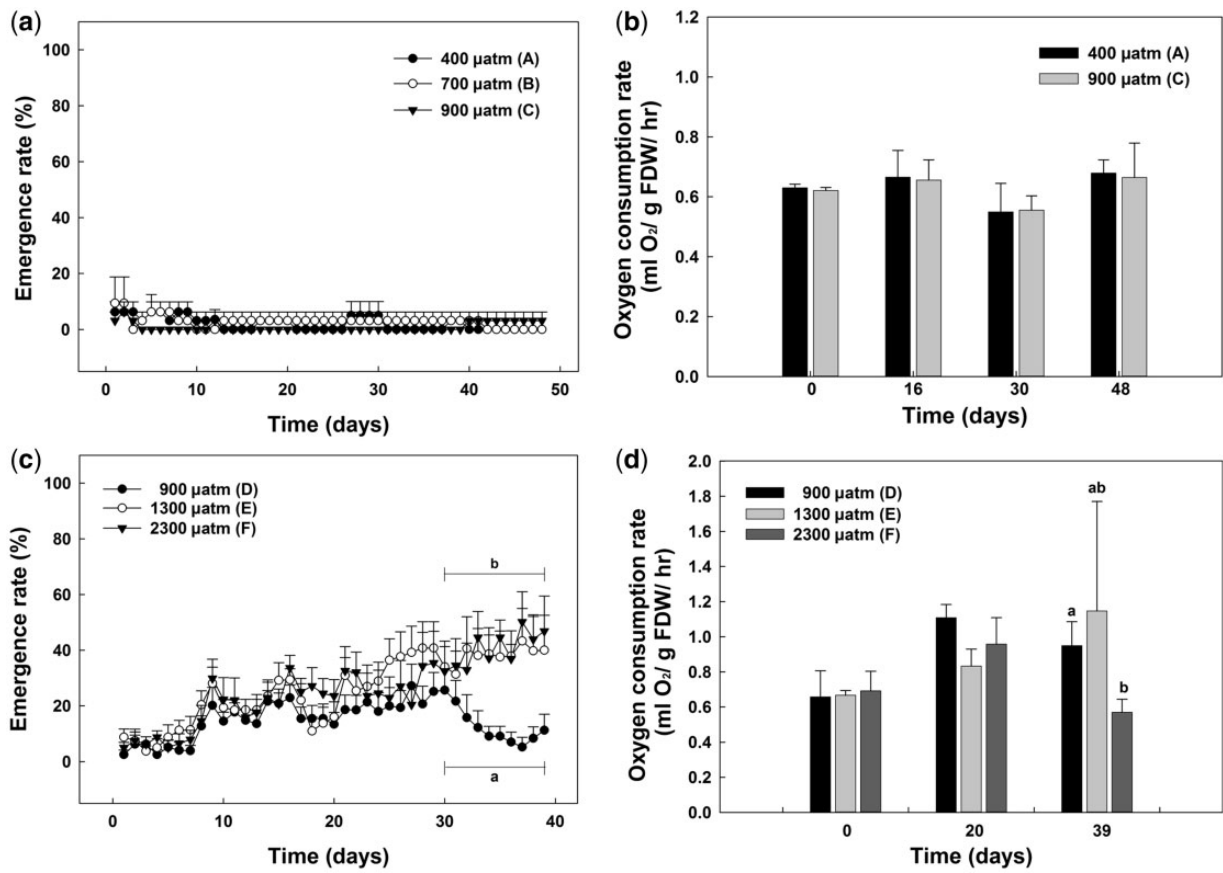 (a)
Emergence rate (%)
100
80
60
40
20
0
400 µatm (A)
700 µatm (B)
900 µatm (C)
0 10 20 30 40 50
Time (days)
(b)
Oxygen consumption rate
(ml O₂/ g FDW/ hr)
1.2
1.0
0.8
0.6
0.4
0.2
0.0
400 µatm (A)
900 µatm (C)
0 16 30 48
Time (days)
(c)
Emergence rate (%)
100
80
60
40
20
0
900 µatm (D)
1300 µatm (E)
2300 µatm (F)
b
a
0 10 20 30 40
Time (days)
(d)
Oxygen consumption rate
(ml O₂/ g FDW/ hr)
2.0
1.8
1.6
1.4
1.2
1.0
0.8
0.6
0.4
0.2
0.0
900 µatm (D)
1300 µatm (E)
2300 µatm (F)
ab
a
b
0 20 39
Time (days)